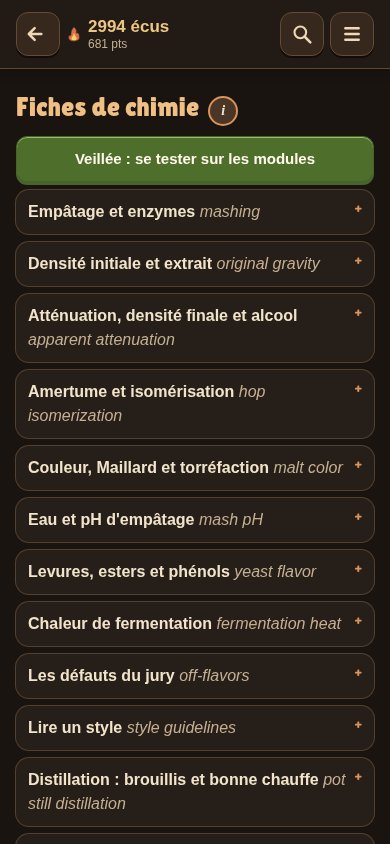 2994 écus
681 pts
Fiches de chimie i
Veillée : se tester sur les modules
Empâtage et enzymes mashing +
Densité initiale et extrait original gravity +
Atténuation, densité finale et alcool +
apparent attenuation
Amertume et isomérisation hop +
isomerization
Couleur, Maillard et torréfaction malt color +
Eau et pH d'empâtage mash pH +
Levures, esters et phénols yeast flavor +
Chaleur de fermentation fermentation heat +
Les défauts du jury off-flavors +
Lire un style style guidelines +
Distillation : brouillis et bonne chauffe pot +
still distillation